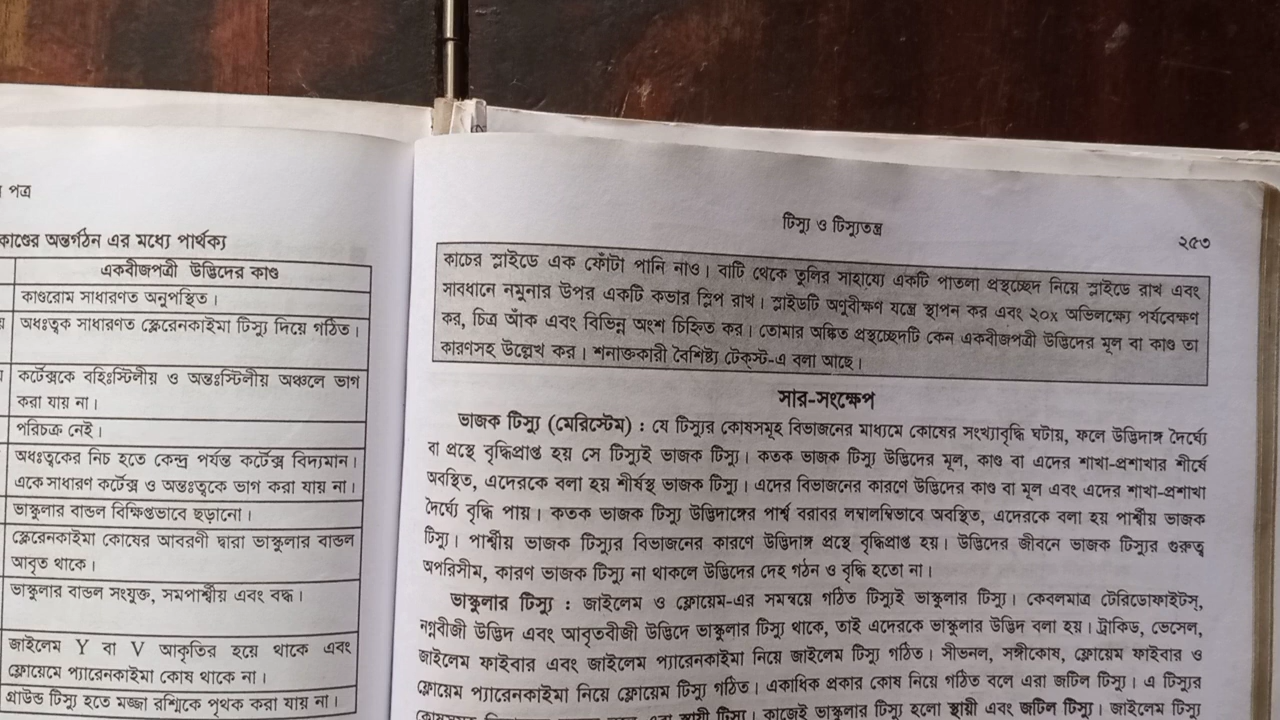 পত্র
কাণ্ডের অন্তর্গঠন এর মধ্যে পার্থক্য
একবীজপত্রী উদ্ভিদের কাণ্ড
কাণ্ডরোম সাধারণত অনুপস্থিত।
অধঃত্বক সাধারণত স্ক্লেরেনকাইমা টিস্যু দিয়ে গঠিত।
কর্টেক্সকে বহিঃস্টিলীয় ও অন্তঃস্টিলীয় অঞ্চলে ভাগ
করা যায় না।
পরিচক্র নেই।
অধঃত্বকের নিচ হতে কেন্দ্র পর্যন্ত কর্টেক্স বিদ্যমান।
একে সাধারণ কর্টেক্স ও অন্তঃত্বকে ভাগ করা যায় না।
ভাস্কুলার বান্ডল বিক্ষিপ্তভাবে ছড়ানো।
স্ক্লেরেনকাইমা কোষের আবরণী দ্বারা ভাস্কুলার বান্ডল
আবৃত থাকে।
ভাস্কুলার বান্ডল সংযুক্ত, সমপার্শ্বীয় এবং বদ্ধ।
জাইলেম Y বা V আকৃতির হয়ে থাকে এবং
ফ্লোয়েমে প্যারেনকাইমা কোষ থাকে না।
গ্রাউন্ড টিস্যু হতে মজ্জা রশ্মিকে পৃথক করা যায় না।
টিস্যু ও টিস্যুতন্ত্র
২৫৩
কাচের স্লাইডে এক ফোঁটা পানি নাও। বাটি থেকে তুলির সাহায্যে একটি পাতলা প্রস্থচ্ছেদ নিয়ে স্লাইডে রাখ এবং
সাবধানে নমুনার উপর একটি কভার স্লিপ রাখ। স্লাইডটি অণুবীক্ষণ যন্ত্রে স্থাপন কর এবং ২০x অভিলক্ষ্যে পর্যবেক্ষণ
কর, চিত্র আঁক এবং বিভিন্ন অংশ চিহ্নিত কর। তোমার অঙ্কিত প্রস্থচ্ছেদটি কেন একবীজপত্রী উদ্ভিদের মূল বা কাণ্ড তা
কারণসহ উল্লেখ কর। শনাক্তকারী বৈশিষ্ট্য টেক্সট-এ বলা আছে।
সার-সংক্ষেপ
ভাজক টিস্যু (মেরিস্টেম) : যে টিস্যুর কোষসমূহ বিভাজনের মাধ্যমে কোষের সংখ্যাবৃদ্ধি ঘটায়, ফলে উদ্ভিদাঙ্গ দৈর্ঘ্যে
বা প্রস্থে বৃদ্ধিপ্রাপ্ত হয় সে টিস্যুই ভাজক টিস্যু। কতক ভাজক টিস্যু উদ্ভিদের মূল, কাণ্ড বা এদের শাখা-প্রশাখার শীর্ষে
অবস্থিত, এদেরকে বলা হয় শীর্ষস্থ ভাজক টিস্যু। এদের বিভাজনের কারণে উদ্ভিদের কাণ্ড বা মূল এবং এদের শাখা-প্রশাখা
দৈর্ঘ্যে বৃদ্ধি পায়। কতক ভাজক টিস্যু উদ্ভিদাঙ্গের পার্শ্ব বরাবর লম্বালম্বিভাবে অবস্থিত, এদেরকে বলা হয় পার্শ্বীয় ভাজক
টিস্যু। পার্শ্বীয় ভাজক টিস্যুর বিভাজনের কারণে উদ্ভিদাঙ্গ প্রস্থে বৃদ্ধিপ্রাপ্ত হয়। উদ্ভিদের জীবনে ভাজক টিস্যুর গুরুত্ব
অপরিসীম, কারণ ভাজক টিস্যু না থাকলে উদ্ভিদের দেহ গঠন ও বৃদ্ধি হতো না।
ভাস্কুলার টিস্যু : জাইলেম ও ফ্লোয়েম-এর সমন্বয়ে গঠিত টিস্যুই ভাস্কুলার টিস্যু। কেবলমাত্র টেরিডোফাইটস্,
নগ্নবীজী উদ্ভিদ এবং আবৃতবীজী উদ্ভিদে ভাস্কুলার টিস্যু থাকে, তাই এদেরকে ভাস্কুলার উদ্ভিদ বলা হয়। ট্রাকিড, ভেসেল,
জাইলেম ফাইবার এবং জাইলেম প্যারেনকাইমা নিয়ে জাইলেম টিস্যু গঠিত। সীভনল, সঙ্গীকোষ, ফ্লোয়েম ফাইবার ও
ফ্লোয়েম প্যারেনকাইমা নিয়ে ফ্লোয়েম টিস্যু গঠিত। একাধিক প্রকার কোষ নিয়ে গঠিত বলে এরা জটিল টিস্যু। এ টিস্যুর
স্থায়ী টিস্যু। কাজেই ভাস্কুলার টিস্যু হলো স্থায়ী এবং জটিল টিস্যু। জাইলেম টিস্যু